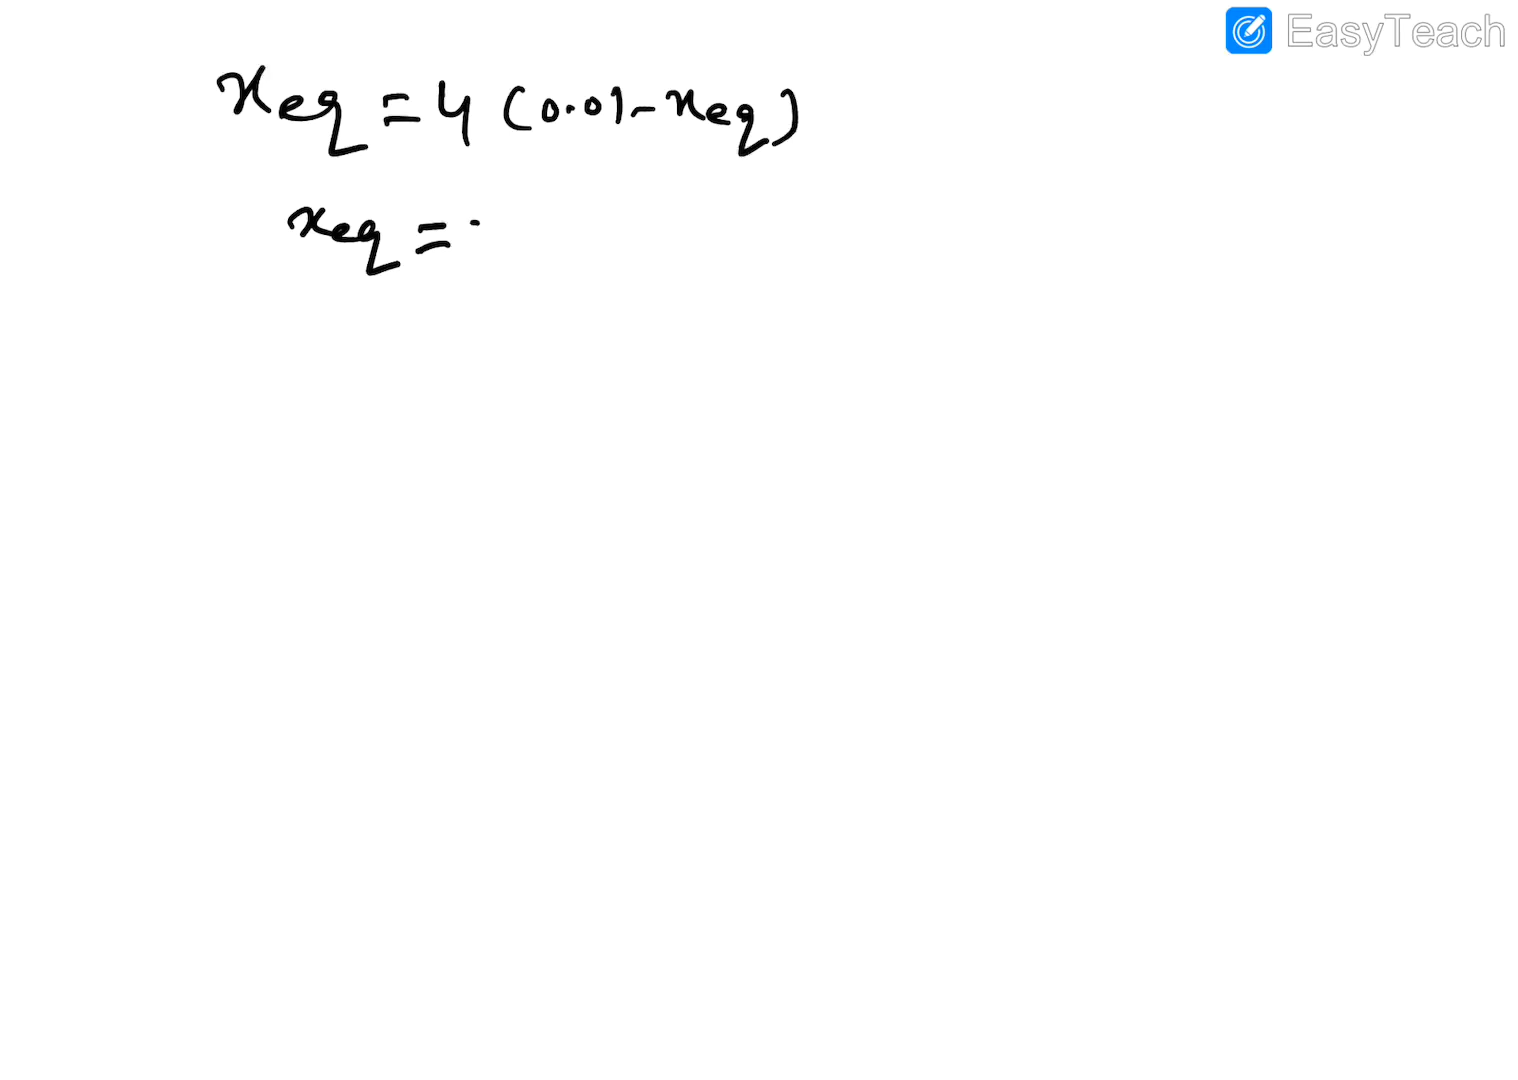 EasyTeach
xeq = 4 (0.01 - xeq)
xeq =